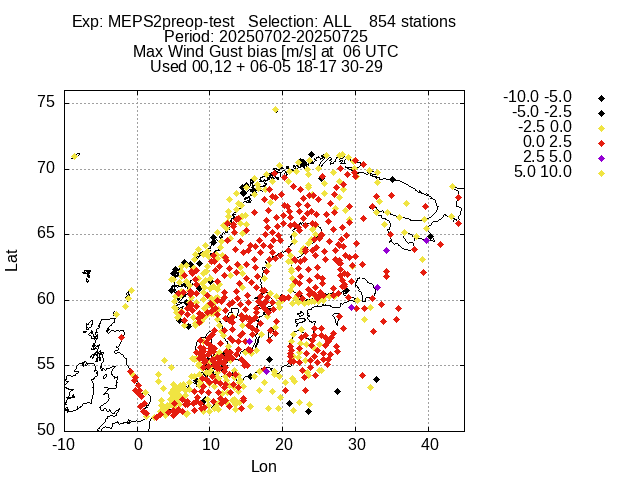 Exp: MEPS2preop-test   Selection: ALL    854 stations
Period: 20250702-20250725
Max Wind Gust bias [m/s] at  06 UTC
Used 00,12 + 06-05 18-17 30-29
-10.0 -5.0
-5.0 -2.5
-2.5 0.0
0.0 2.5
2.5 5.0
5.0 10.0
75
70
65
60
55
50
Lat
-10 0 10 20 30 40
Lon